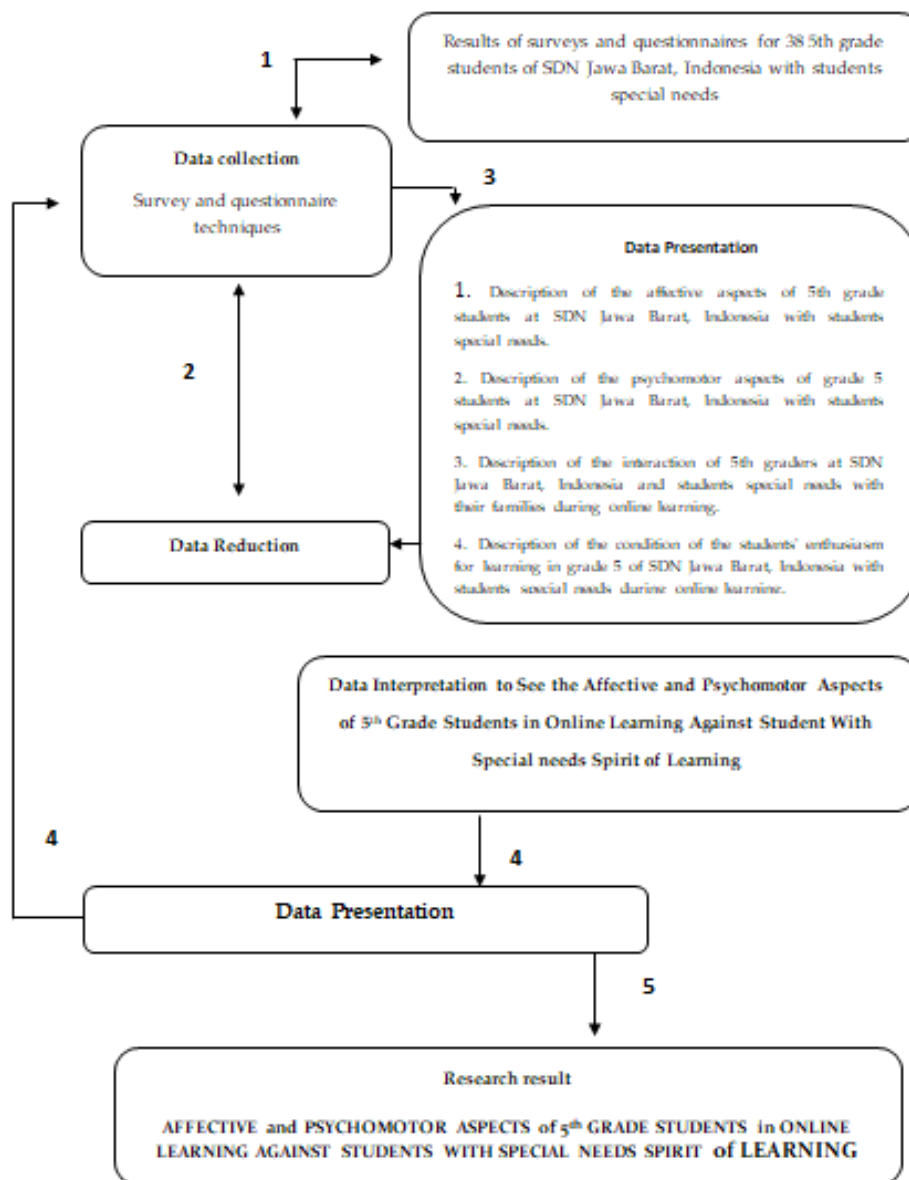 1
Results of surveys and questionnaires for 38 5th grade
students of SDN Jawa Barat, Indonesia with students
special needs
Data collection
Survey and questionnaire
techniques
3
Data Presentation
1. Description of the affective aspects of 5th grade
students at SDN Jawa Barat, Indonesia with students
special needs.
2. Description of the psychomotor aspects of grade 5
students at SDN Jawa Barat, Indonesia with students
special needs.
3. Description of the interaction of 5th graders at SDN
Jawa Barat, Indonesia and students special needs with
their families during online learning.
4. Description of the condition of the students' enthusiasm
for learning in grade 5 of SDN Jawa Barat, Indonesia with
students special needs during online learning.
2
Data Reduction
Data Interpretation to See the Affective and Psychomotor Aspects
of 5th Grade Students in Online Learning Against Student With
Special needs Spirit of Learning
4
4
Data Presentation
5
Research result
AFFECTIVE and PSYCHOMOTOR ASPECTS of 5th GRADE STUDENTS in ONLINE
LEARNING AGAINST STUDENTS WITH SPECIAL NEEDS SPIRIT of LEARNING